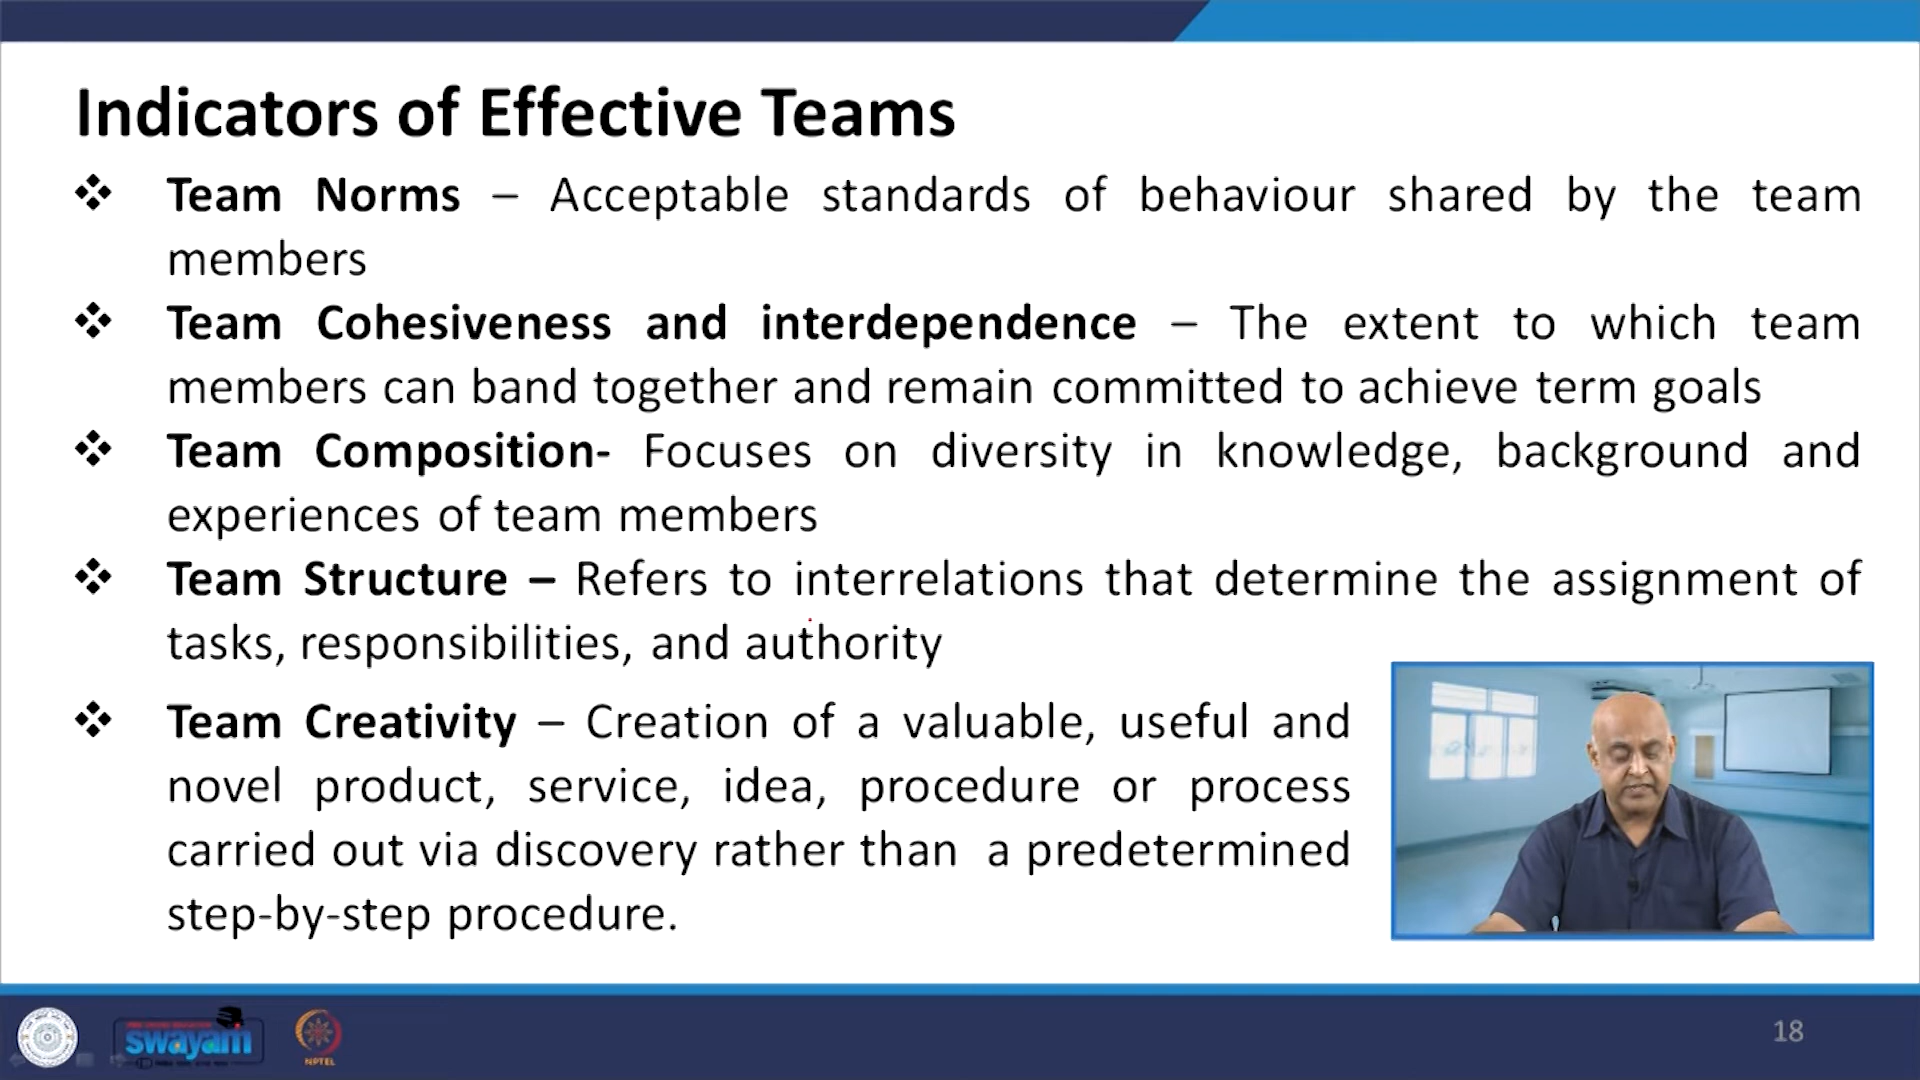 Indicators of Effective Teams
❖ Team Norms – Acceptable standards of behaviour shared by the team
members
❖ Team Cohesiveness and interdependence – The extent to which team
members can band together and remain committed to achieve term goals
❖ Team Composition- Focuses on diversity in knowledge, background and
experiences of team members
❖ Team Structure – Refers to interrelations that determine the assignment of
tasks, responsibilities, and authority
❖ Team Creativity – Creation of a valuable, useful and
novel product, service, idea, procedure or process
carried out via discovery rather than a predetermined
step-by-step procedure.
swayam
NPTEL
18